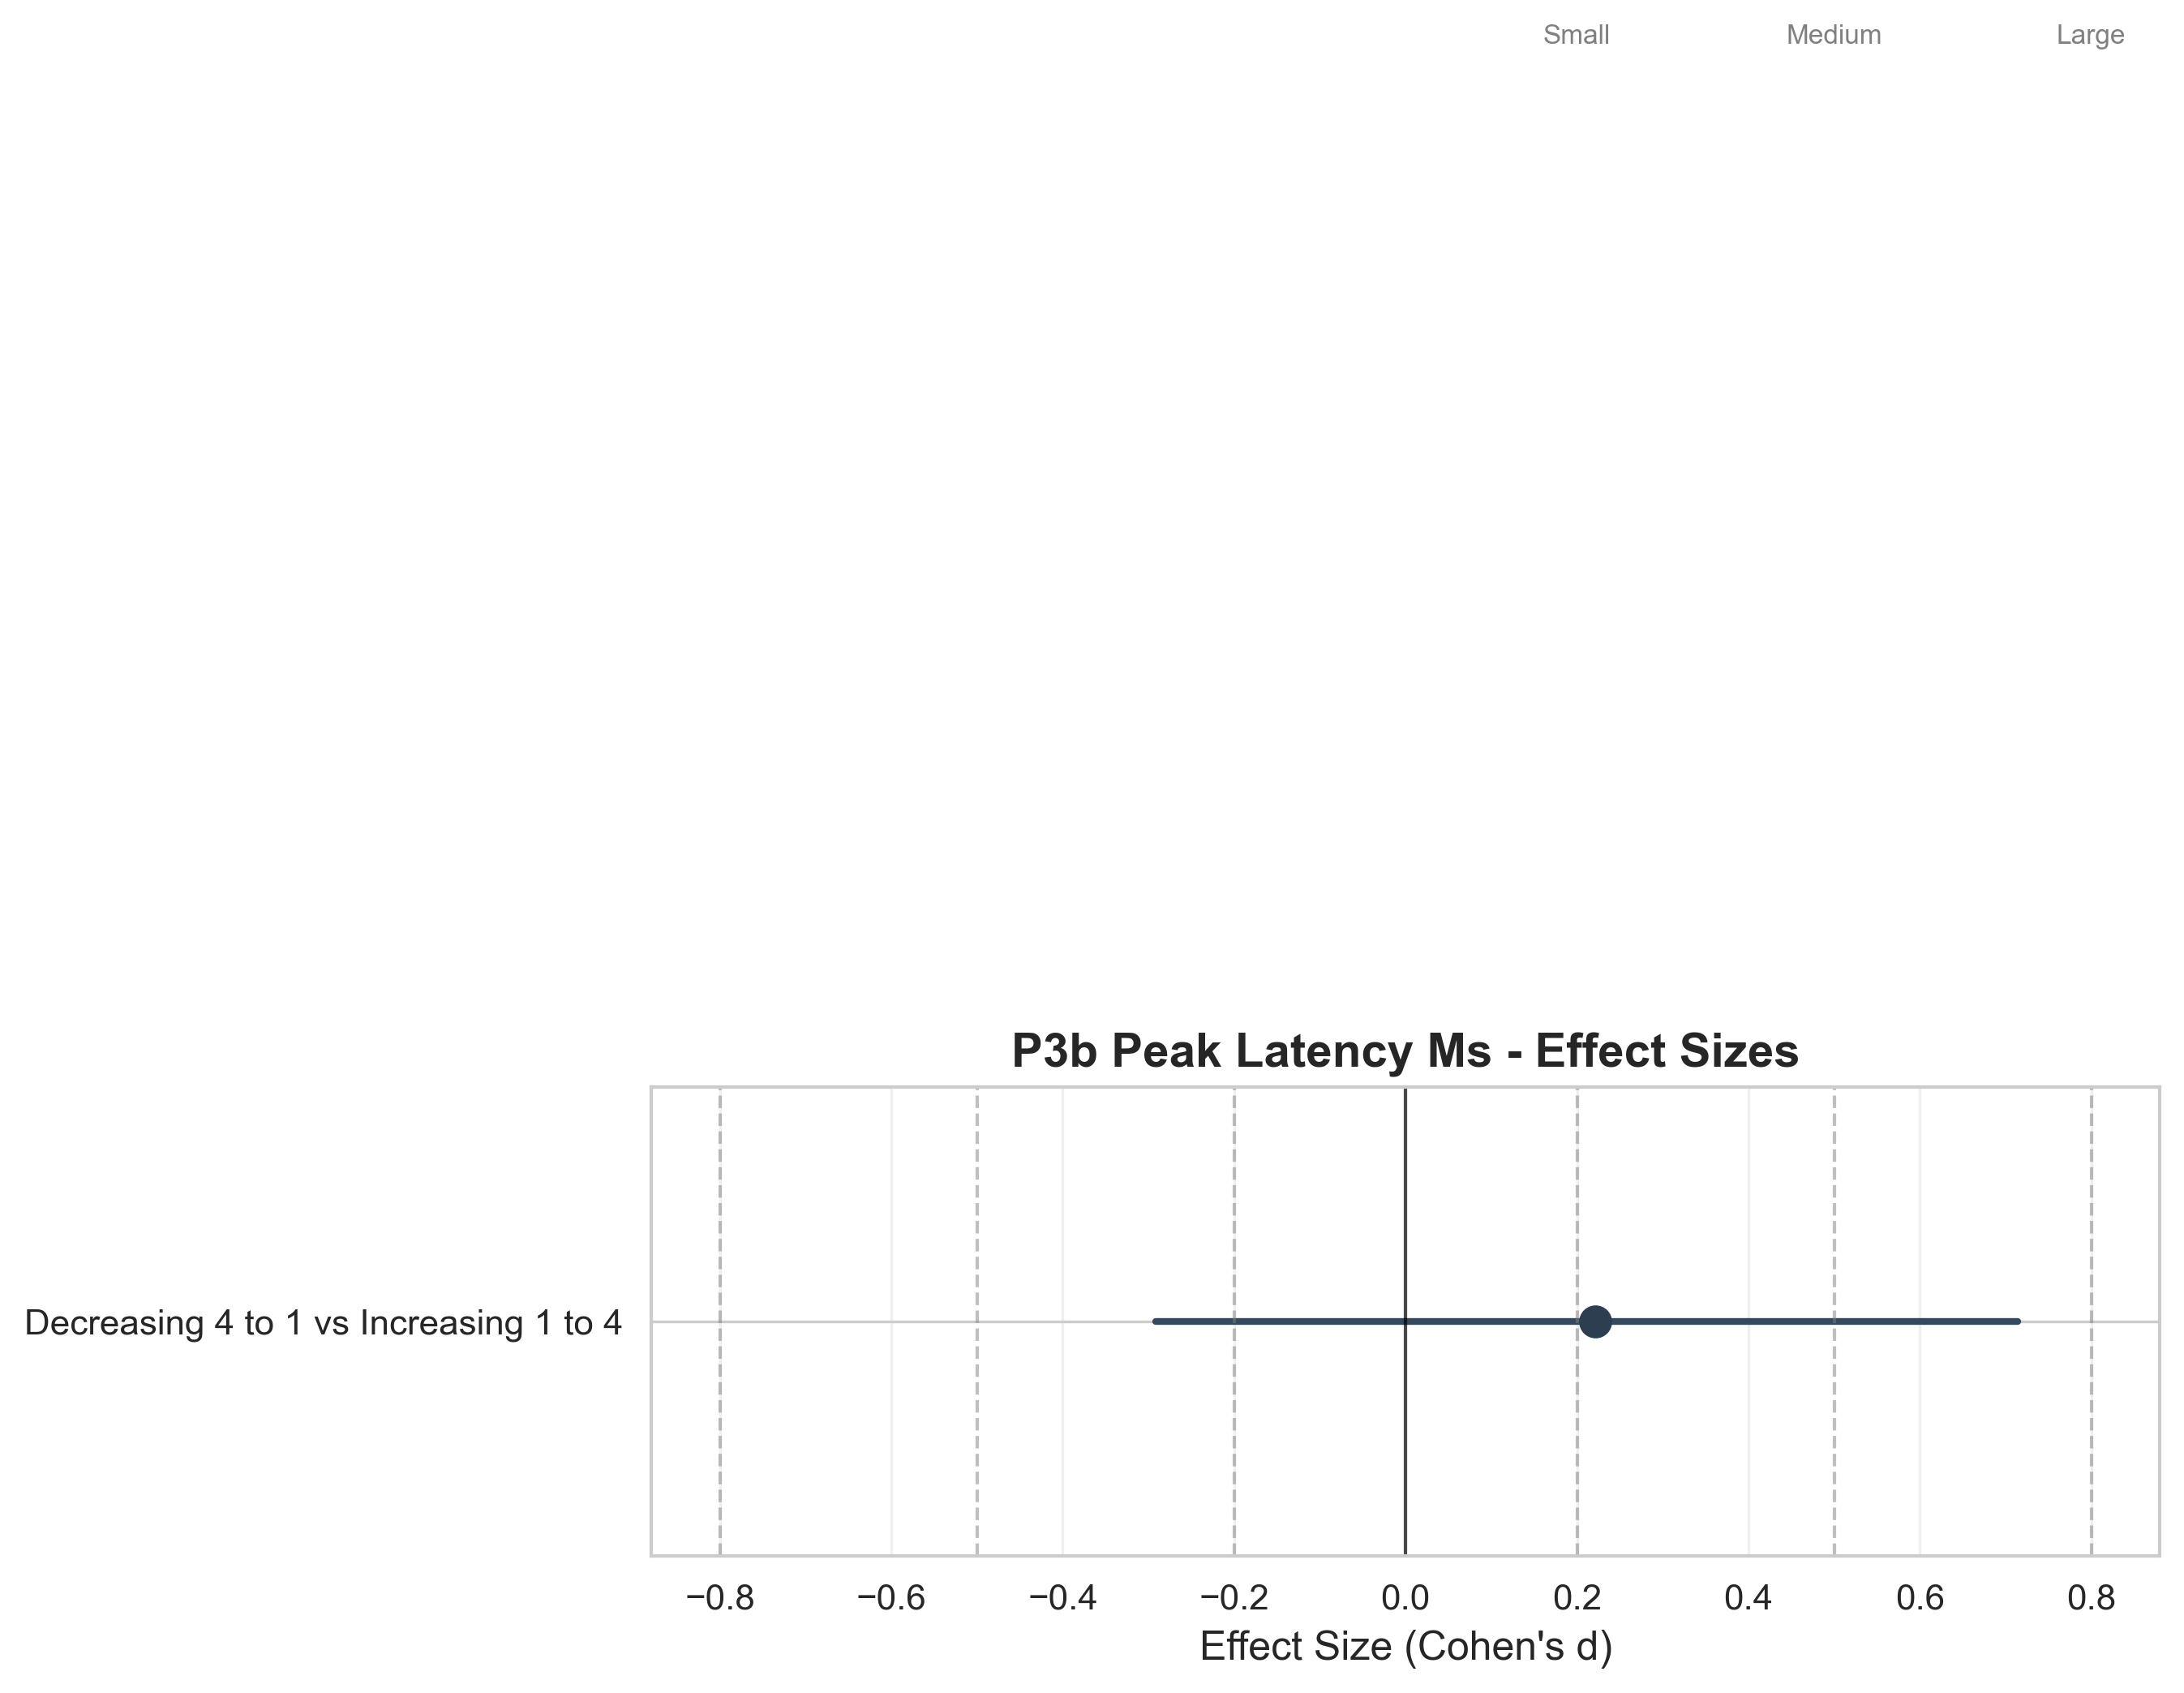 Small Medium Large
P3b Peak Latency Ms - Effect Sizes
Decreasing 4 to 1 vs Increasing 1 to 4
−0.8 −0.6 −0.4 −0.2 0.0 0.2 0.4 0.6 0.8
Effect Size (Cohen's d)